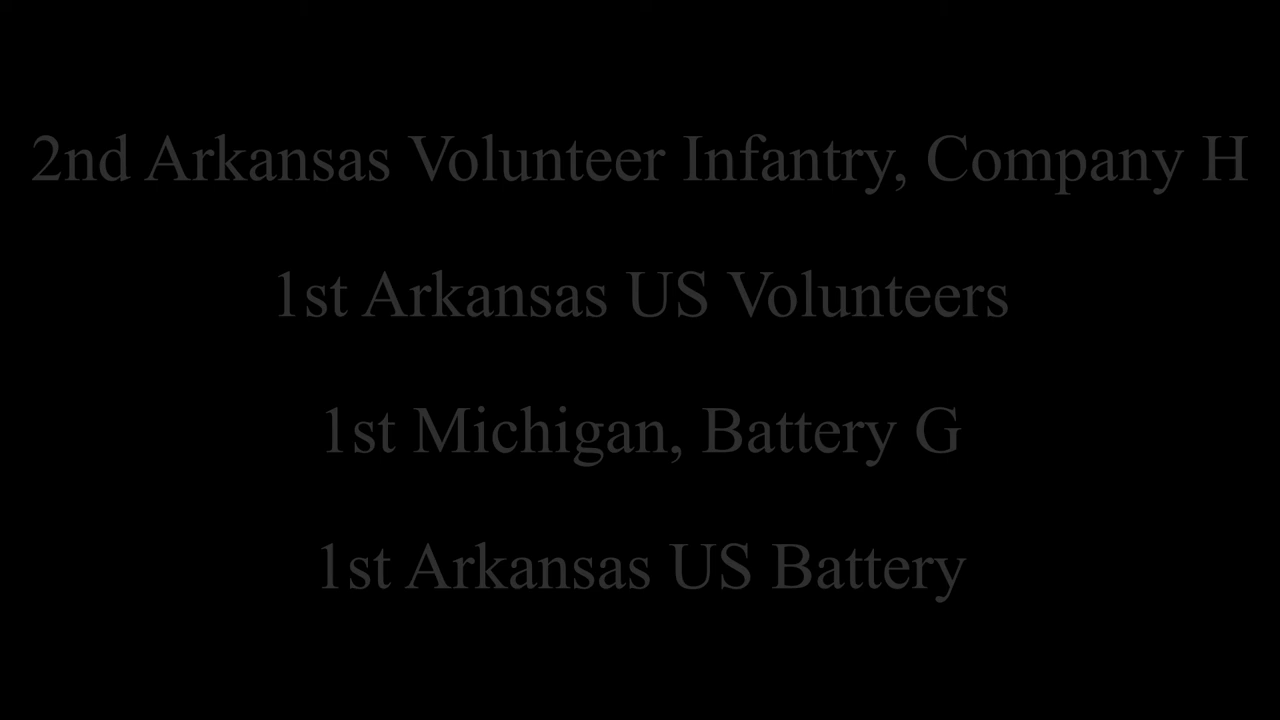 2nd Arkansas Volunteer Infantry, Company H
1st Arkansas US Volunteers
1st Michigan, Battery G
1st Arkansas US Battery